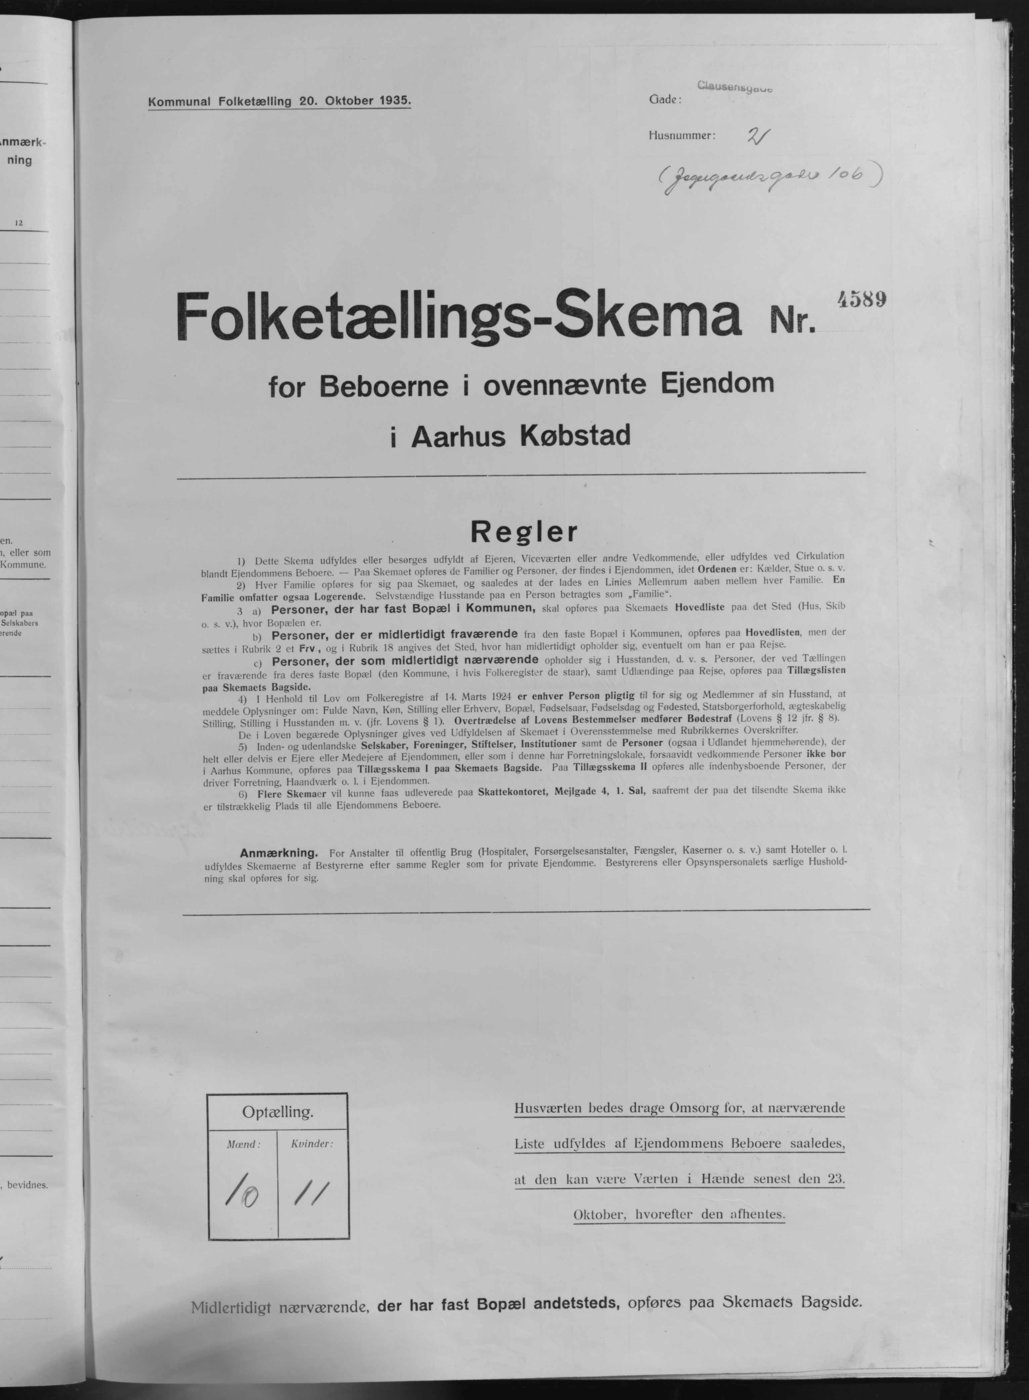 Kommunal Folketælling 20. Oktober 1935.
Gade: Clausensgade
Husnummer: 2
(Jægergaardsgade 106)
Folketællings-Skema Nr. 4589
for Beboerne i ovennævnte Ejendom
i Aarhus Købstad
Regler
1) Dette Skema udfyldes eller besørges udfyldt af Ejeren, Viceværten eller andre Vedkommende, eller udfyldes ved Cirkulation
blandt Ejendommens Beboere. — Paa Skemaet opføres de Familier og Personer, der findes i Ejendommen, idet Ordenen er: Kælder, Stue o. s. v.
2) Hver Familie opføres for sig paa Skemaet, og saaledes at der lades en Linies Mellemrum aaben mellem hver Familie. En
Familie omfatter ogsaa Logerende. Selvstændige Husstande paa en Person betragtes som „Familie“.
3 a) Personer, der har fast Bopæl i Kommunen, skal opføres paa Skemaets Hovedliste paa det Sted (Hus, Skib
o. s. v.), hvor Bopælen er.
b) Personer, der er midlertidigt fraværende fra den faste Bopæl i Kommunen, opføres paa Hovedlisten, men der
sættes i Rubrik 2 et Frv., og i Rubrik 18 angives det Sted, hvor han midlertidigt opholder sig, eventuelt om han er paa Rejse.
c) Personer, der som midlertidigt nærværende opholder sig i Husstanden, d. v. s. Personer, der ved Tællingen
er fraværende fra deres faste Bopæl (den Kommune, i hvis Folkeregister de staar), samt Udlændinge paa Rejse, opføres paa Tillægslisten
paa Skemaets Bagside.
4) I Henhold til Lov om Folkeregistre af 14. Marts 1924 er enhver Person pligtig til for sig og Medlemmer af sin Husstand, at
meddele Oplysninger om: Fulde Navn, Køn, Stilling eller Erhverv, Bopæl, Fødselsaar, Fødselsdag og Fødested, Statsborgerforhold, ægteskabelig
Stilling, Stilling i Husstanden m. v. (jfr. Lovens § 1). Overtrædelse af Lovens Bestemmelser medfører Bødestraf (Lovens § 12 jfr. § 8).
De i Loven begærede Oplysninger gives ved Udfyldelsen af Skemaet i Overensstemmelse med Rubrikkernes Overskrifter.
5) Inden- og udenlandske Selskaber, Foreninger, Stiftelser, Institutioner samt de Personer (ogsaa i Udlandet hjemmehørende), der
helt eller delvis er Ejere eller Medejere af Ejendommen, eller som i denne har Forretningslokale, forsaavidt vedkommende Personer ikke bor
i Aarhus Kommune, opføres paa Tillægsskema I paa Skemaets Bagside. Paa Tillægsskema II opføres alle indenbysboende Personer, der
driver Forretning, Haandværk o. l. i Ejendommen.
6) Flere Skemaer vil kunne faas udleverede paa Skattekontoret, Mejlgade 4, 1. Sal, saafremt der paa det tilsendte Skema ikke
er tilstrækkelig Plads til alle Ejendommens Beboere.
Anmærkning. For Anstalter til offentlig Brug (Hospitaler, Forsørgelsesanstalter, Fængsler, Kaserner o. s. v.) samt Hoteller o. l.
udfyldes Skemaerne af Bestyrerne efter samme Regler som for private Ejendomme. Bestyrerens eller Opsynspersonalets særlige Hushold-
ning skal opføres for sig.
Optælling.
Mænd: Kvinder:
10 11
Husværten bedes drage Omsorg for, at nærværende
Liste udfyldes af Ejendommens Beboere saaledes,
at den kan være Værten i Hænde senest den 23.
Oktober, hvorefter den afhentes.
Midlertidigt nærværende, der har fast Bopæl andetsteds, opføres paa Skemaets Bagside.
nmærk-
ning
12
en.
, eller som
Kommune.
opæl paa
Selskabers
ærende
, bevidnes.